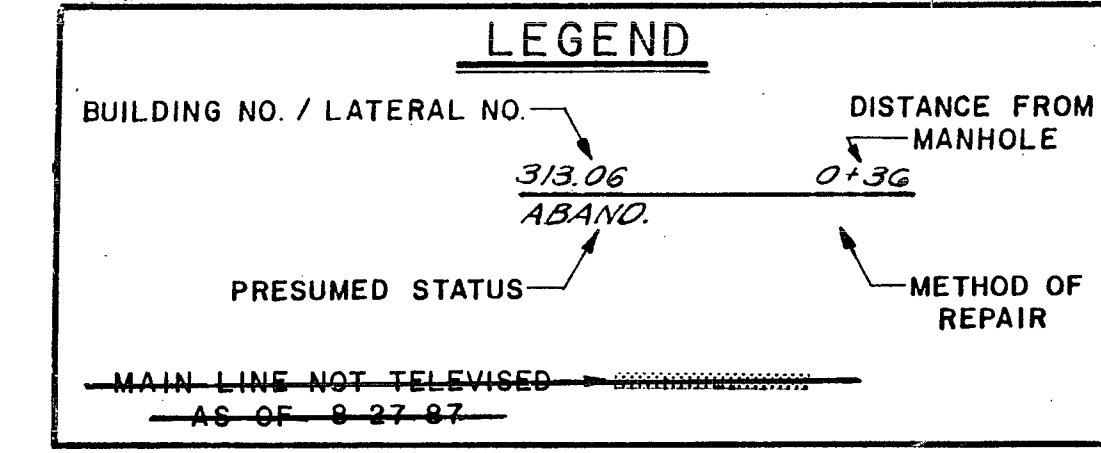 LEGEND
BUILDING NO. / LATERAL NO.
DISTANCE FROM
MANHOLE
313.06
0+36
ABAND.
PRESUMED STATUS
METHOD OF
REPAIR
MAIN LINE NOT TELEVISED
AS OF 8-27-87